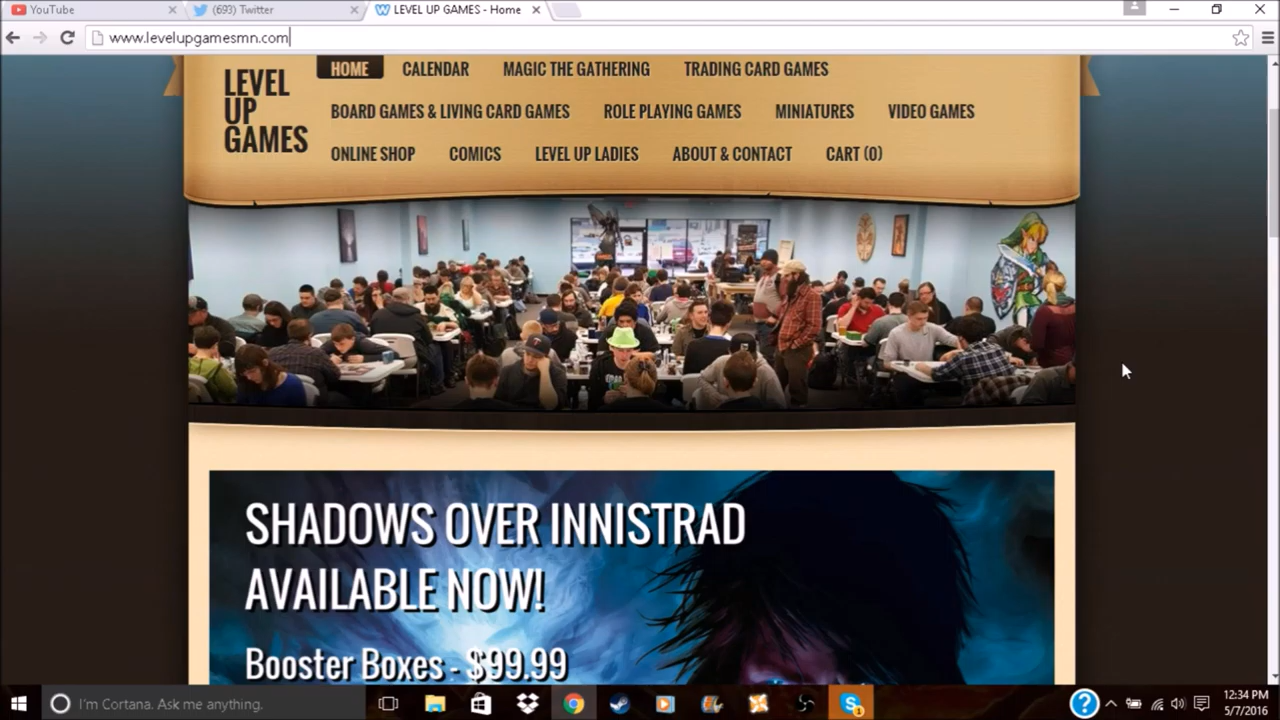 YouTube
(693) Twitter
LEVEL UP GAMES - Home
www.levelupgamesmn.com
LEVEL
UP
GAMES
HOME CALENDAR MAGIC THE GATHERING TRADING CARD GAMES
BOARD GAMES & LIVING CARD GAMES ROLE PLAYING GAMES MINIATURES VIDEO GAMES
ONLINE SHOP COMICS LEVEL UP LADIES ABOUT & CONTACT CART (0)
SHADOWS OVER INNISTRAD
AVAILABLE NOW!
Booster Boxes - $99.99
I'm Cortana. Ask me anything.
1
12:34 PM
5/7/2016